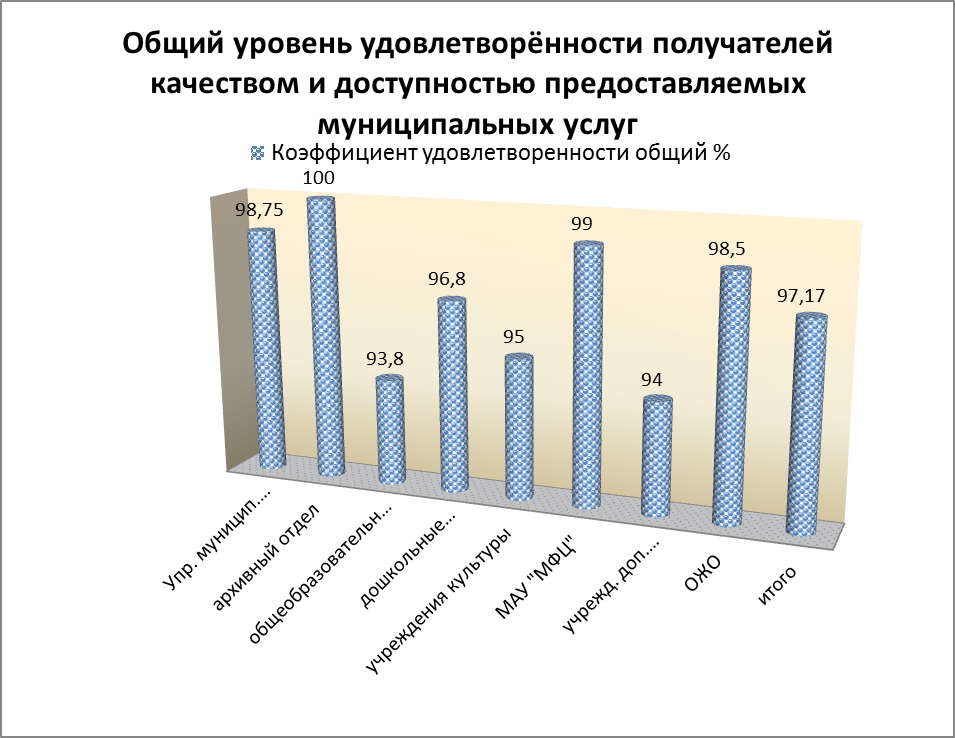 Общий уровень удовлетворённости получателей
качеством и доступностью предоставляемых
муниципальных услуг
Коэффициент удовлетворенности общий %
98,75
100
93,8
96,8
95
99
94
98,5
97,17
Упр. муницип....
архивный отдел
общеобразовательн...
дошкольные...
учреждения культуры
МАУ "МФЦ"
учрежд. доп....
ОЖО
итого